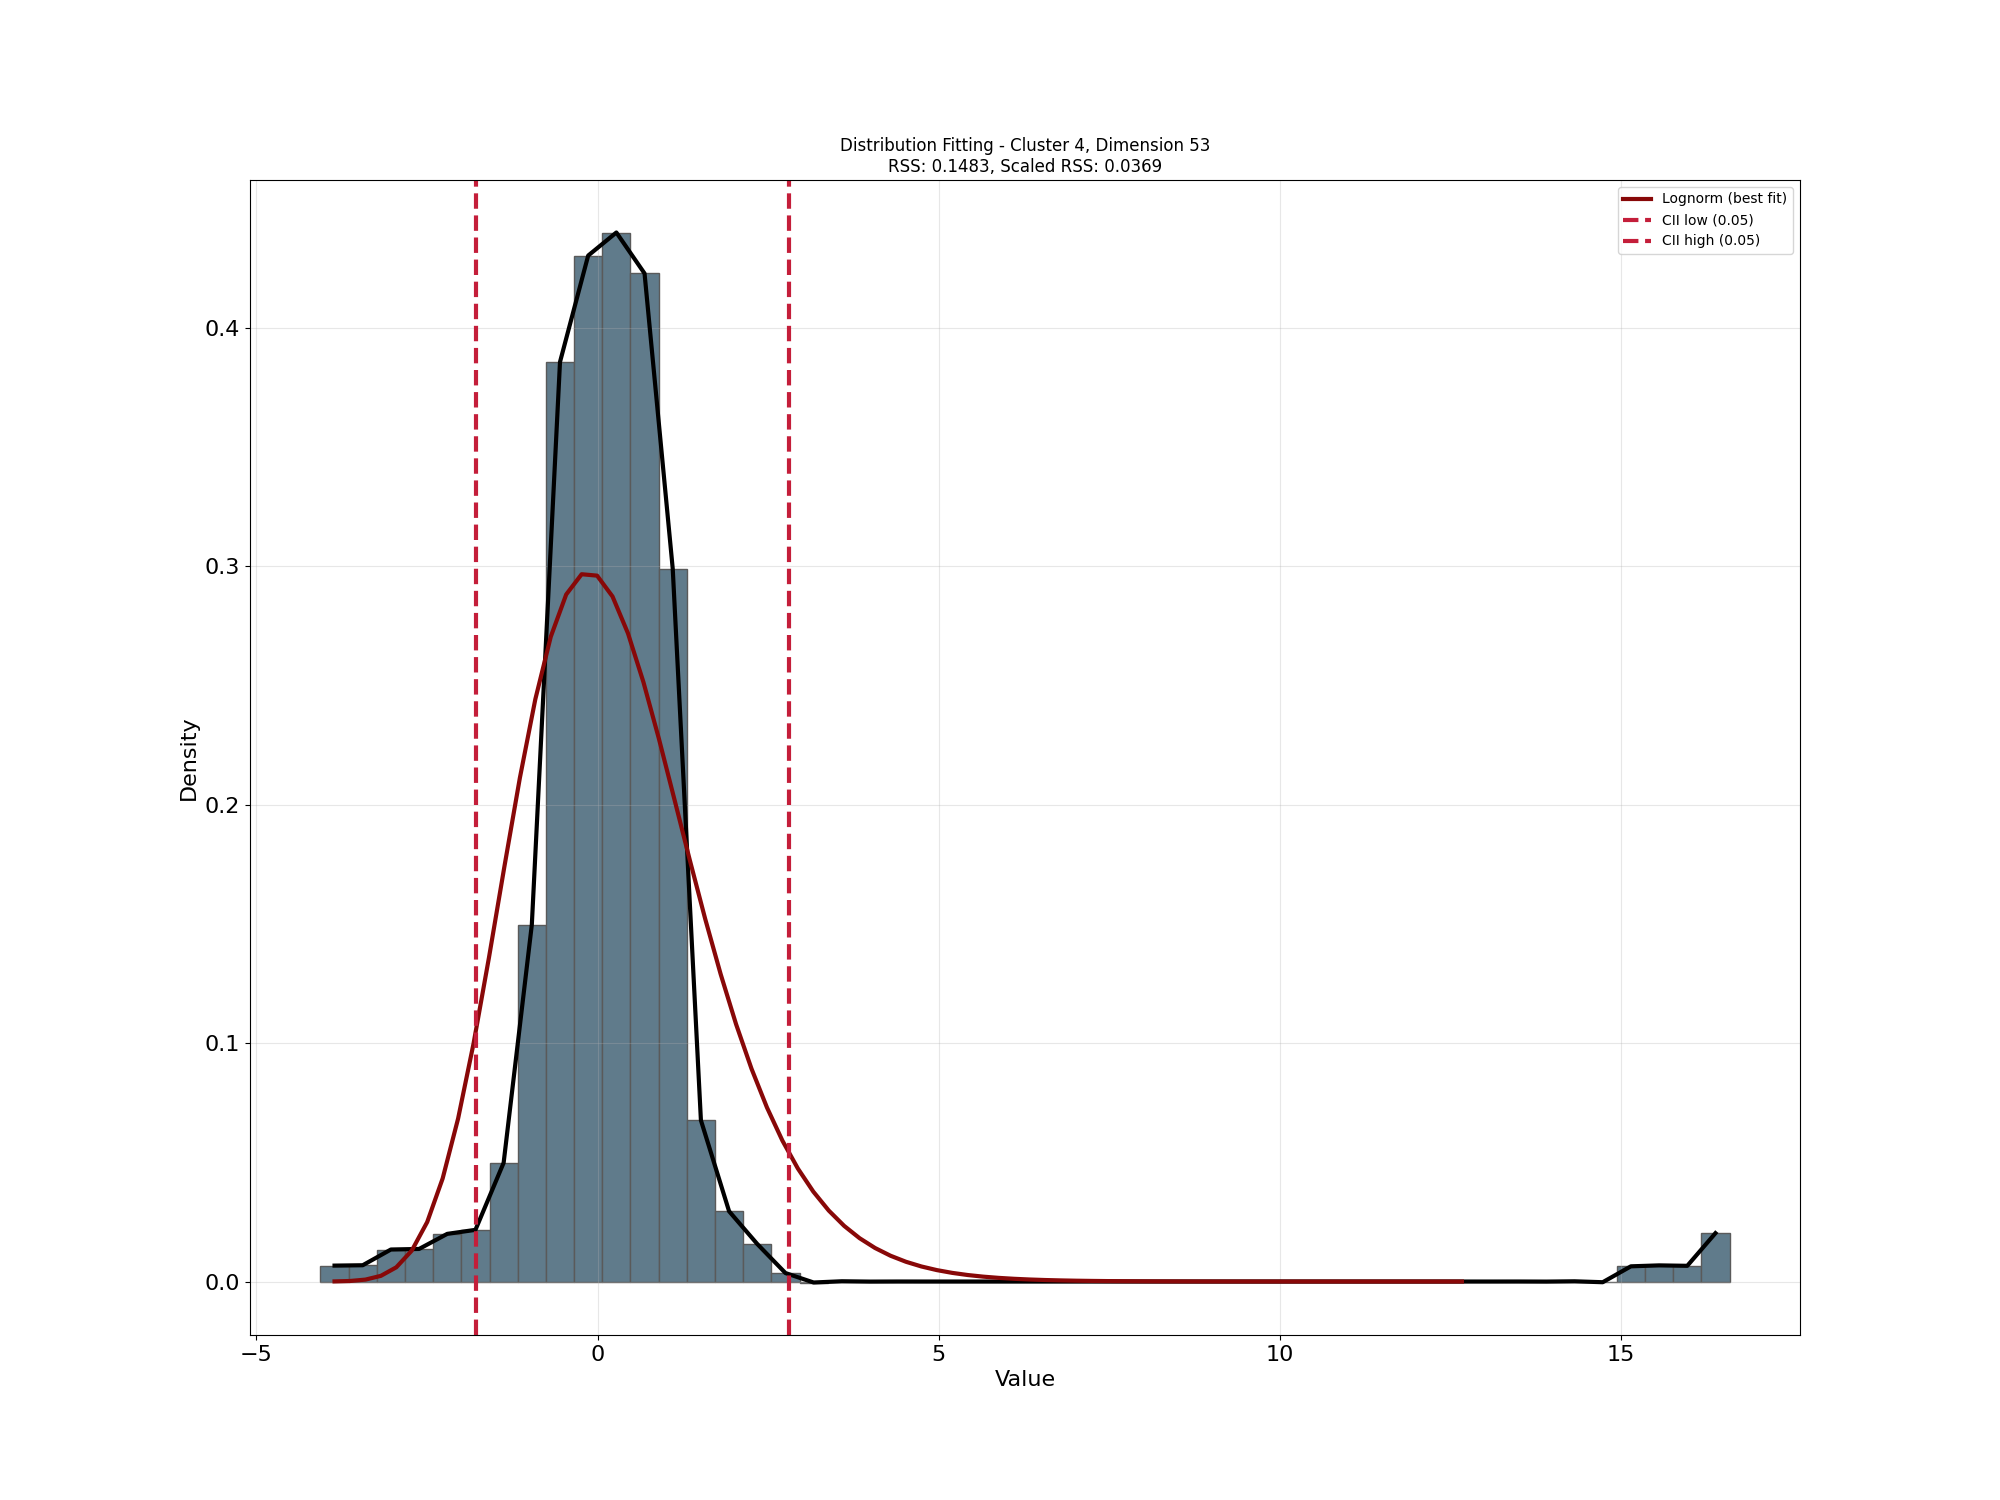 Distribution Fitting - Cluster 4, Dimension 53
RSS: 0.1483, Scaled RSS: 0.0369
Lognorm (best fit)
CII low (0.05)
CII high (0.05)
0.4
0.3
0.2
0.1
0.0
Density
−5
0
5
10
15
Value